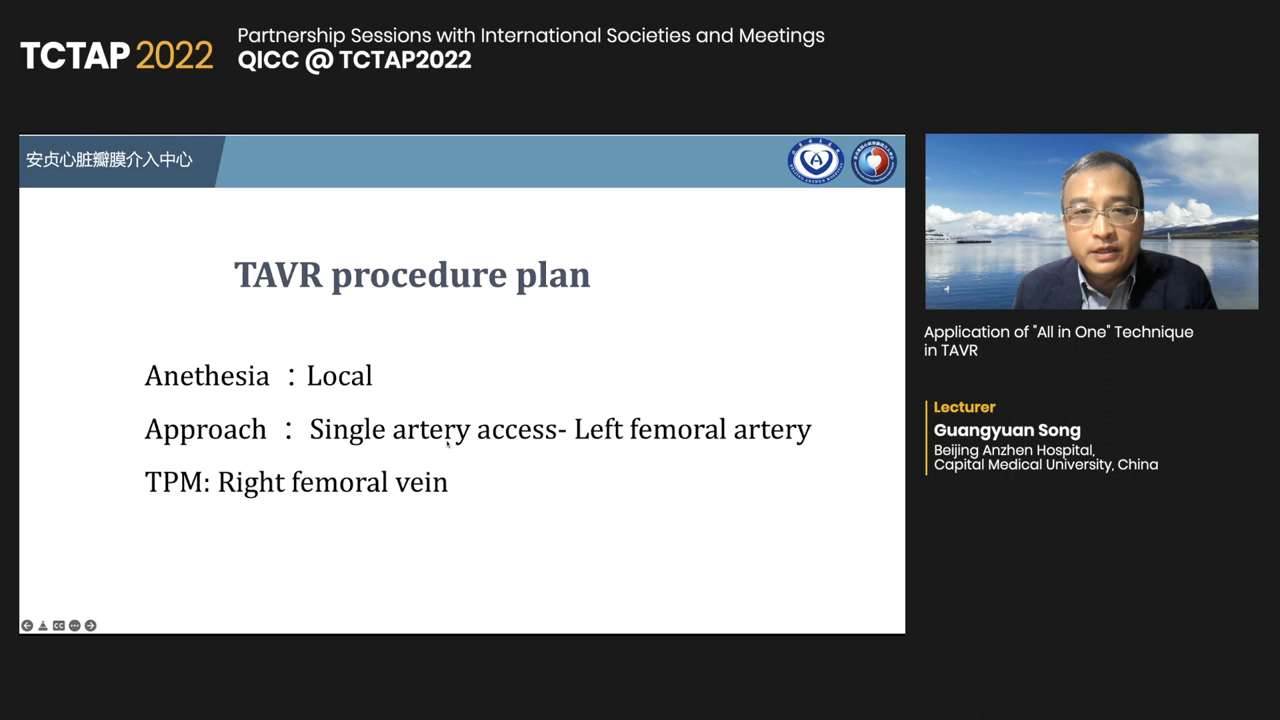 TCTAP 2022
Partnership Sessions with International Societies and Meetings
QICC @ TCTAP2022
安贞心脏瓣膜介入中心
TAVR procedure plan
Anethesia ：Local
Approach ： Single artery access- Left femoral artery
TPM: Right femoral vein
Application of "All in One" Technique
in TAVR
Lecturer
Guangyuan Song
Beijing Anzhen Hospital,
Capital Medical University, China